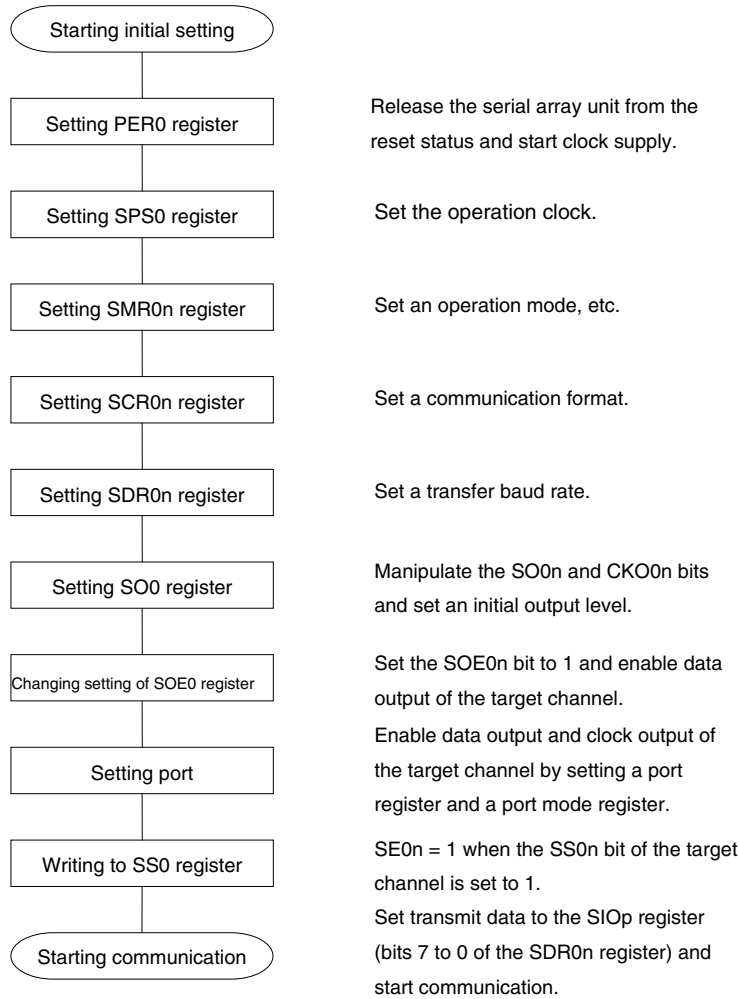 Starting initial setting
Setting PER0 register
Release the serial array unit from the
reset status and start clock supply.
Setting SPS0 register
Set the operation clock.
Setting SMR0n register
Set an operation mode, etc.
Setting SCR0n register
Set a communication format.
Setting SDR0n register
Set a transfer baud rate.
Setting SO0 register
Manipulate the SO0n and CKO0n bits
and set an initial output level.
Changing setting of SOE0 register
Set the SOE0n bit to 1 and enable data
output of the target channel.
Setting port
Enable data output and clock output of
the target channel by setting a port
register and a port mode register.
Writing to SS0 register
SE0n = 1 when the SS0n bit of the target
channel is set to 1.
Starting communication
Set transmit data to the SIOp register
(bits 7 to 0 of the SDR0n register) and
start communication.